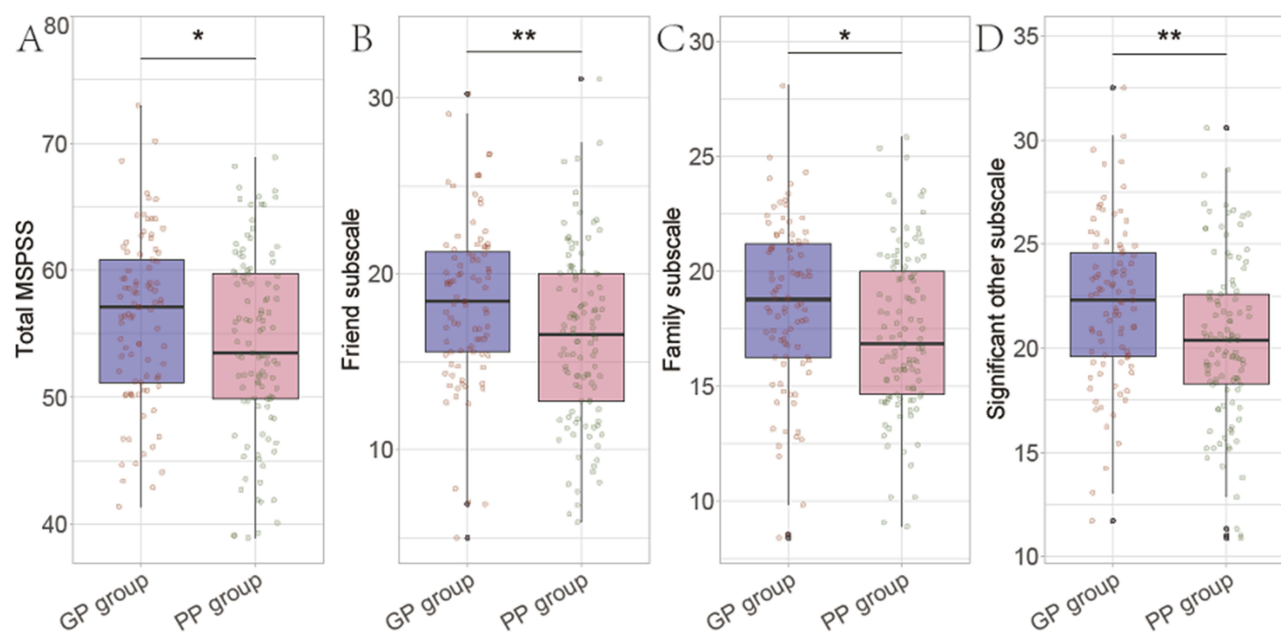 A
Total MSPSS
80
70
60
50
40
*
GP group
PP group
B
Friend subscale
30
20
10
**
GP group
PP group
C
Family subscale
30
25
20
15
10
*
GP group
PP group
D
Significant other subscale
35
30
25
20
15
10
**
GP group
PP group